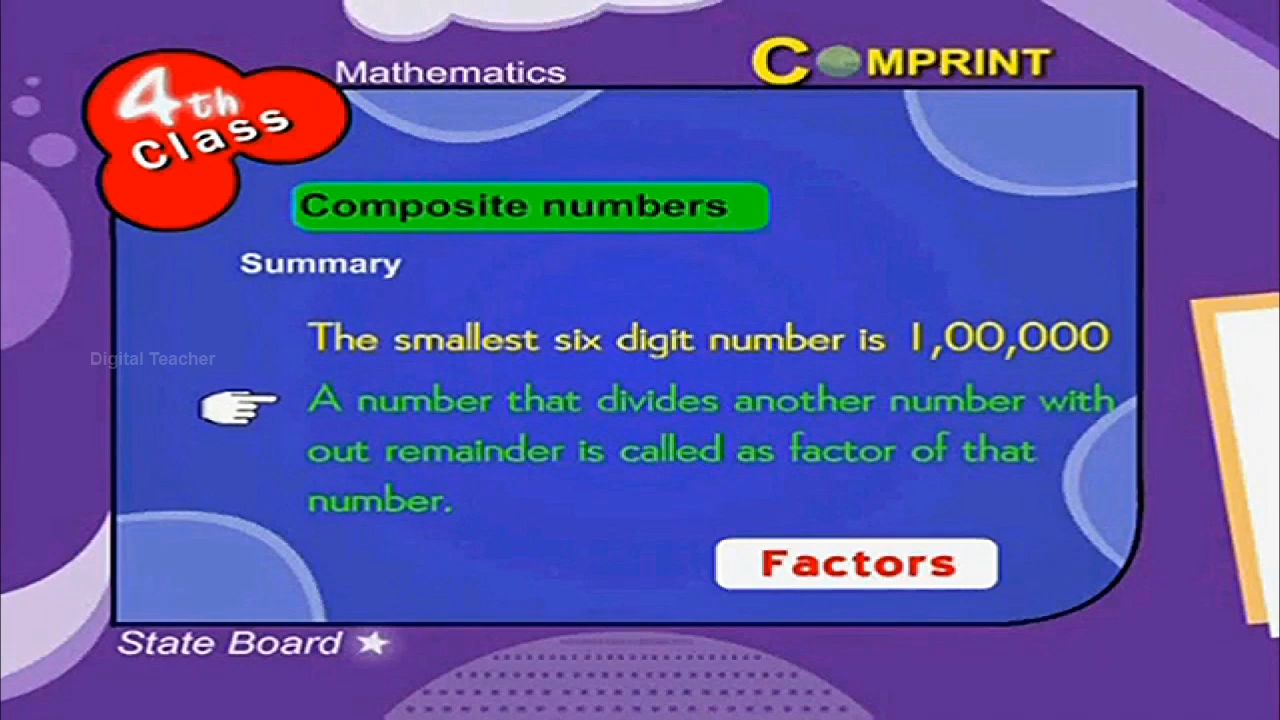 4th
Class
Mathematics
COMPRINT
Composite numbers
Summary
The smallest six digit number is 1,00,000
Digital Teacher
A number that divides another number with
out remainder is called as factor of that
number.
Factors
State Board